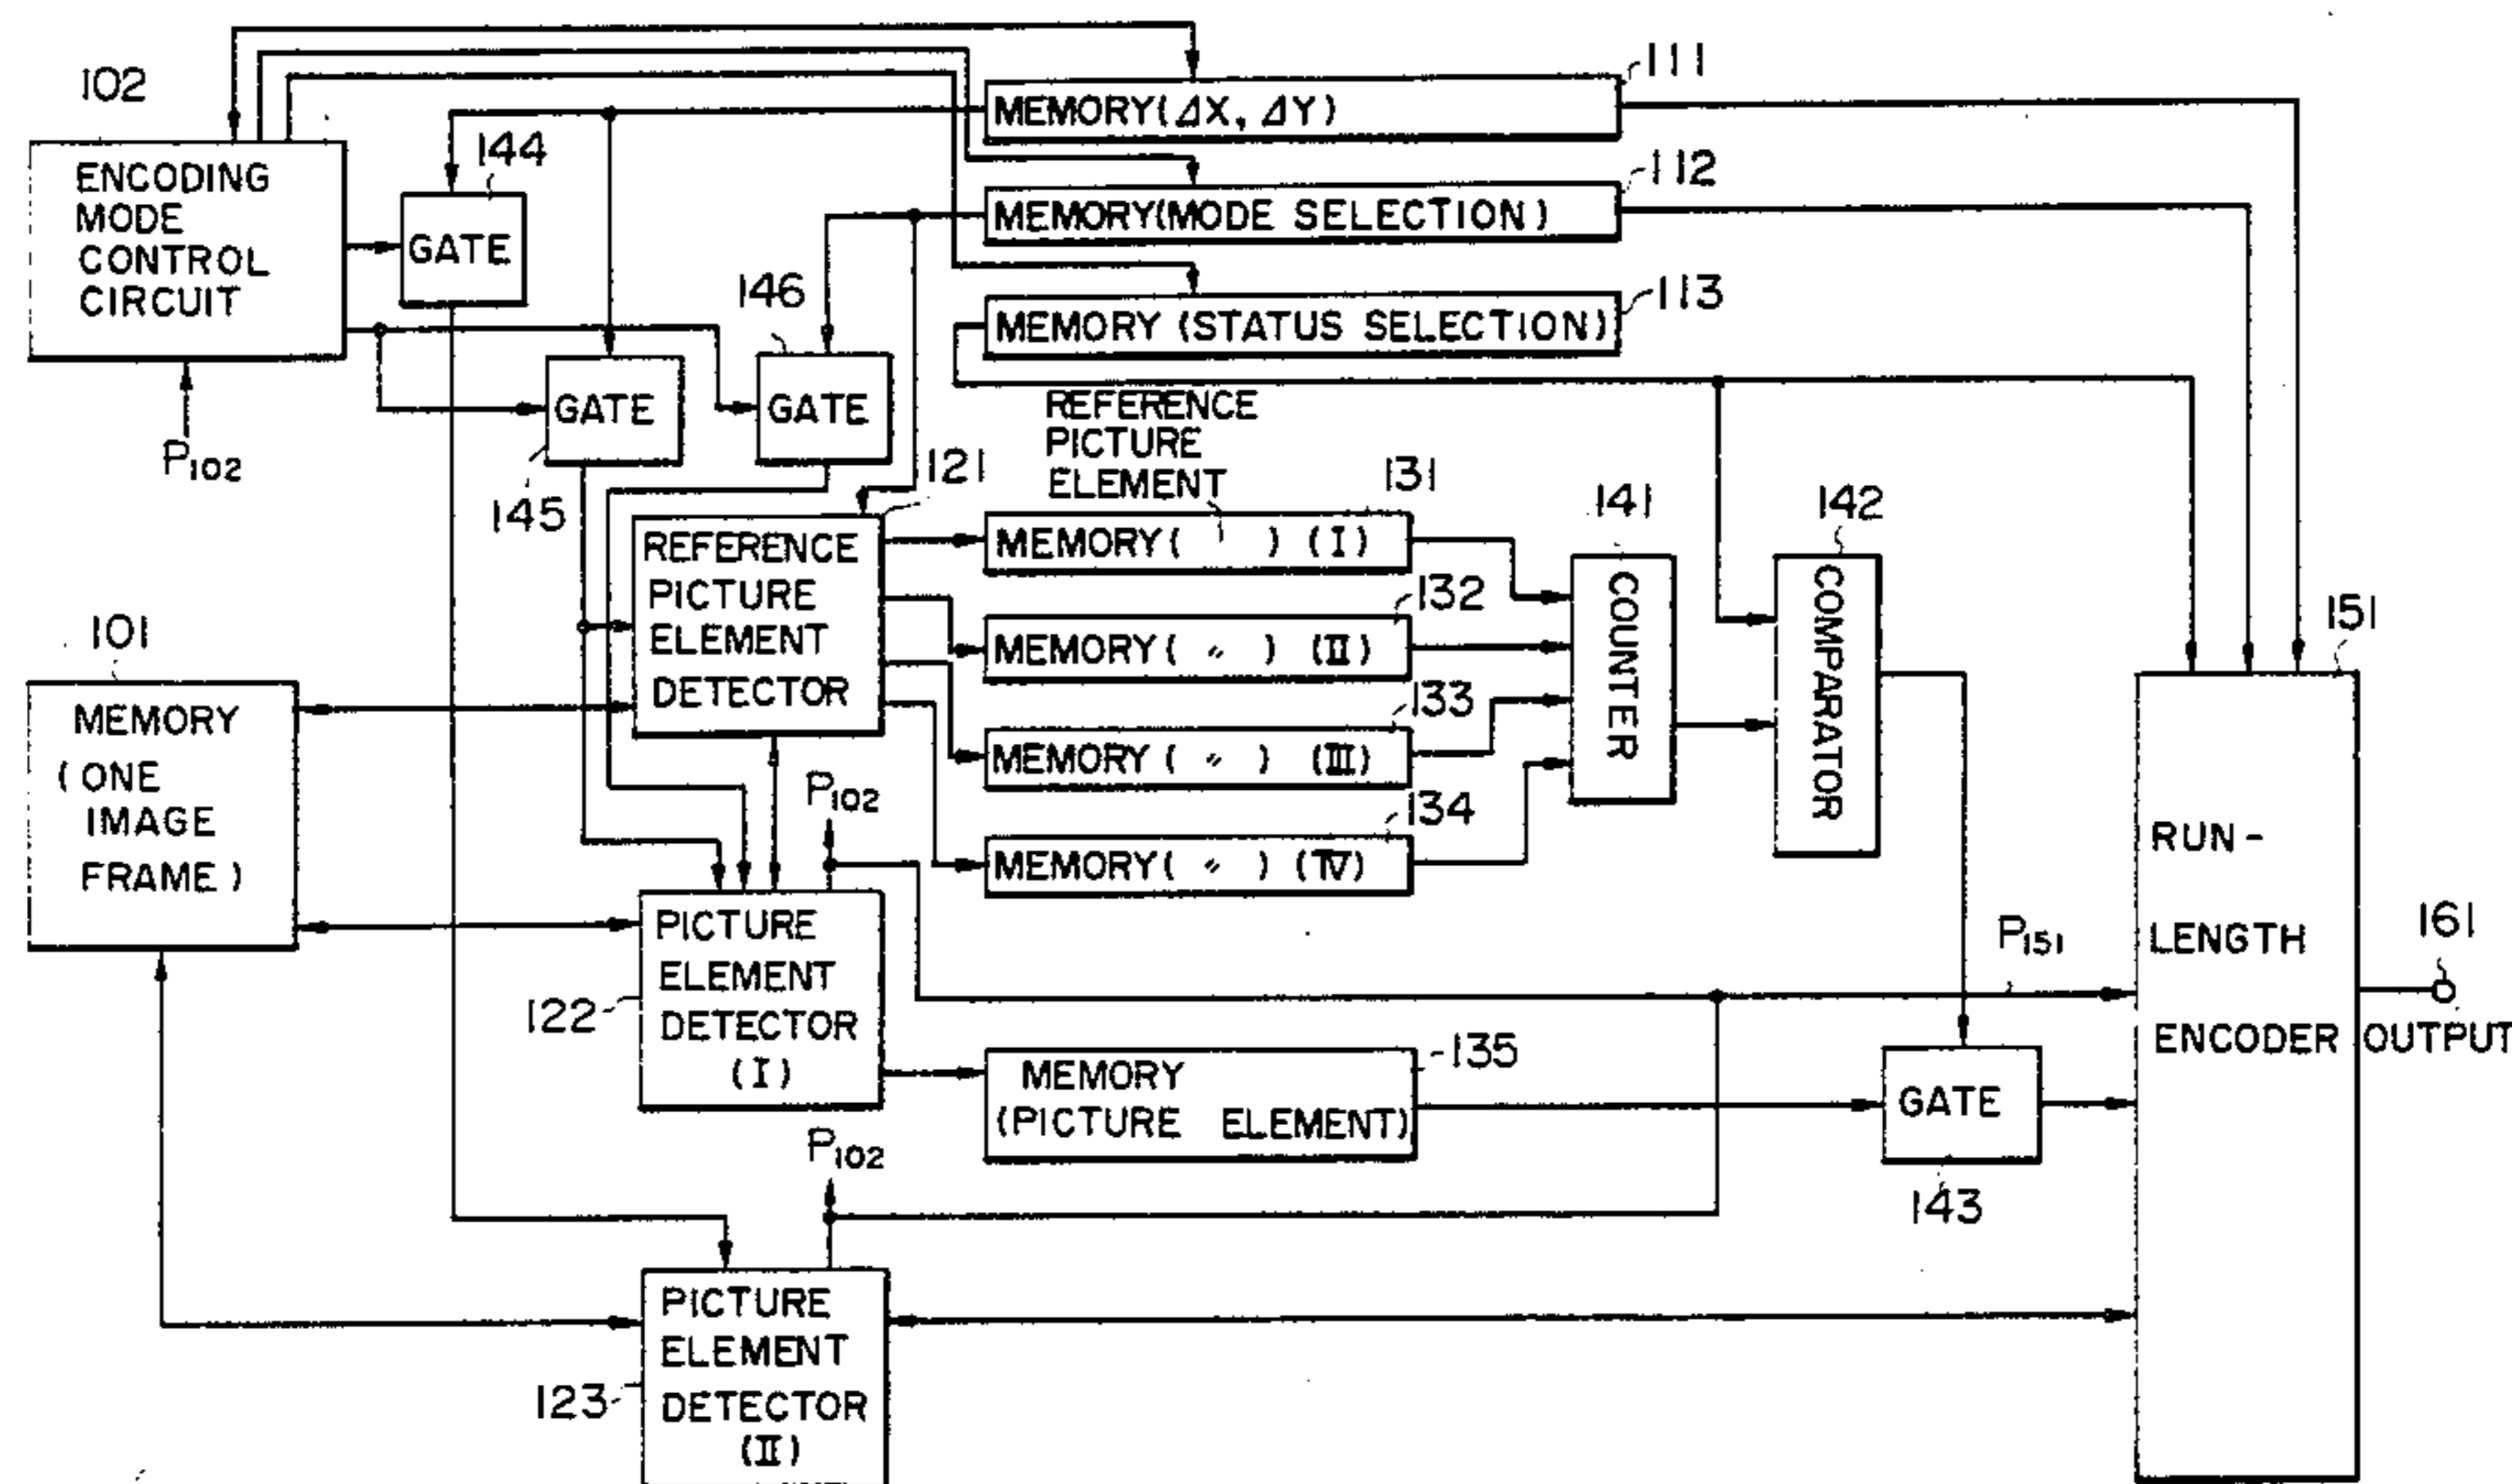 102
ENCODING
MODE
CONTROL
CIRCUIT
P102
144
GATE
145
GATE
146
GATE
MEMORY(ΔX, ΔY)
111
MEMORY(MODE SELECTION)
112
MEMORY (STATUS SELECTION)
113
REFERENCE
PICTURE
ELEMENT
121
REFERENCE
PICTURE
ELEMENT
DETECTOR
131
MEMORY( ) (I)
132
MEMORY( 〃 ) (II)
133
MEMORY( 〃 ) (III)
134
MEMORY( 〃 ) (IV)
141
COUNTER
142
COMPARATOR
101
MEMORY
(ONE
IMAGE
FRAME)
P102
122
PICTURE
ELEMENT
DETECTOR
(I)
135
MEMORY
(PICTURE ELEMENT)
P102
123
PICTURE
ELEMENT
DETECTOR
(II)
143
GATE
P151
151
RUN-
LENGTH
ENCODER
161
OUTPUT